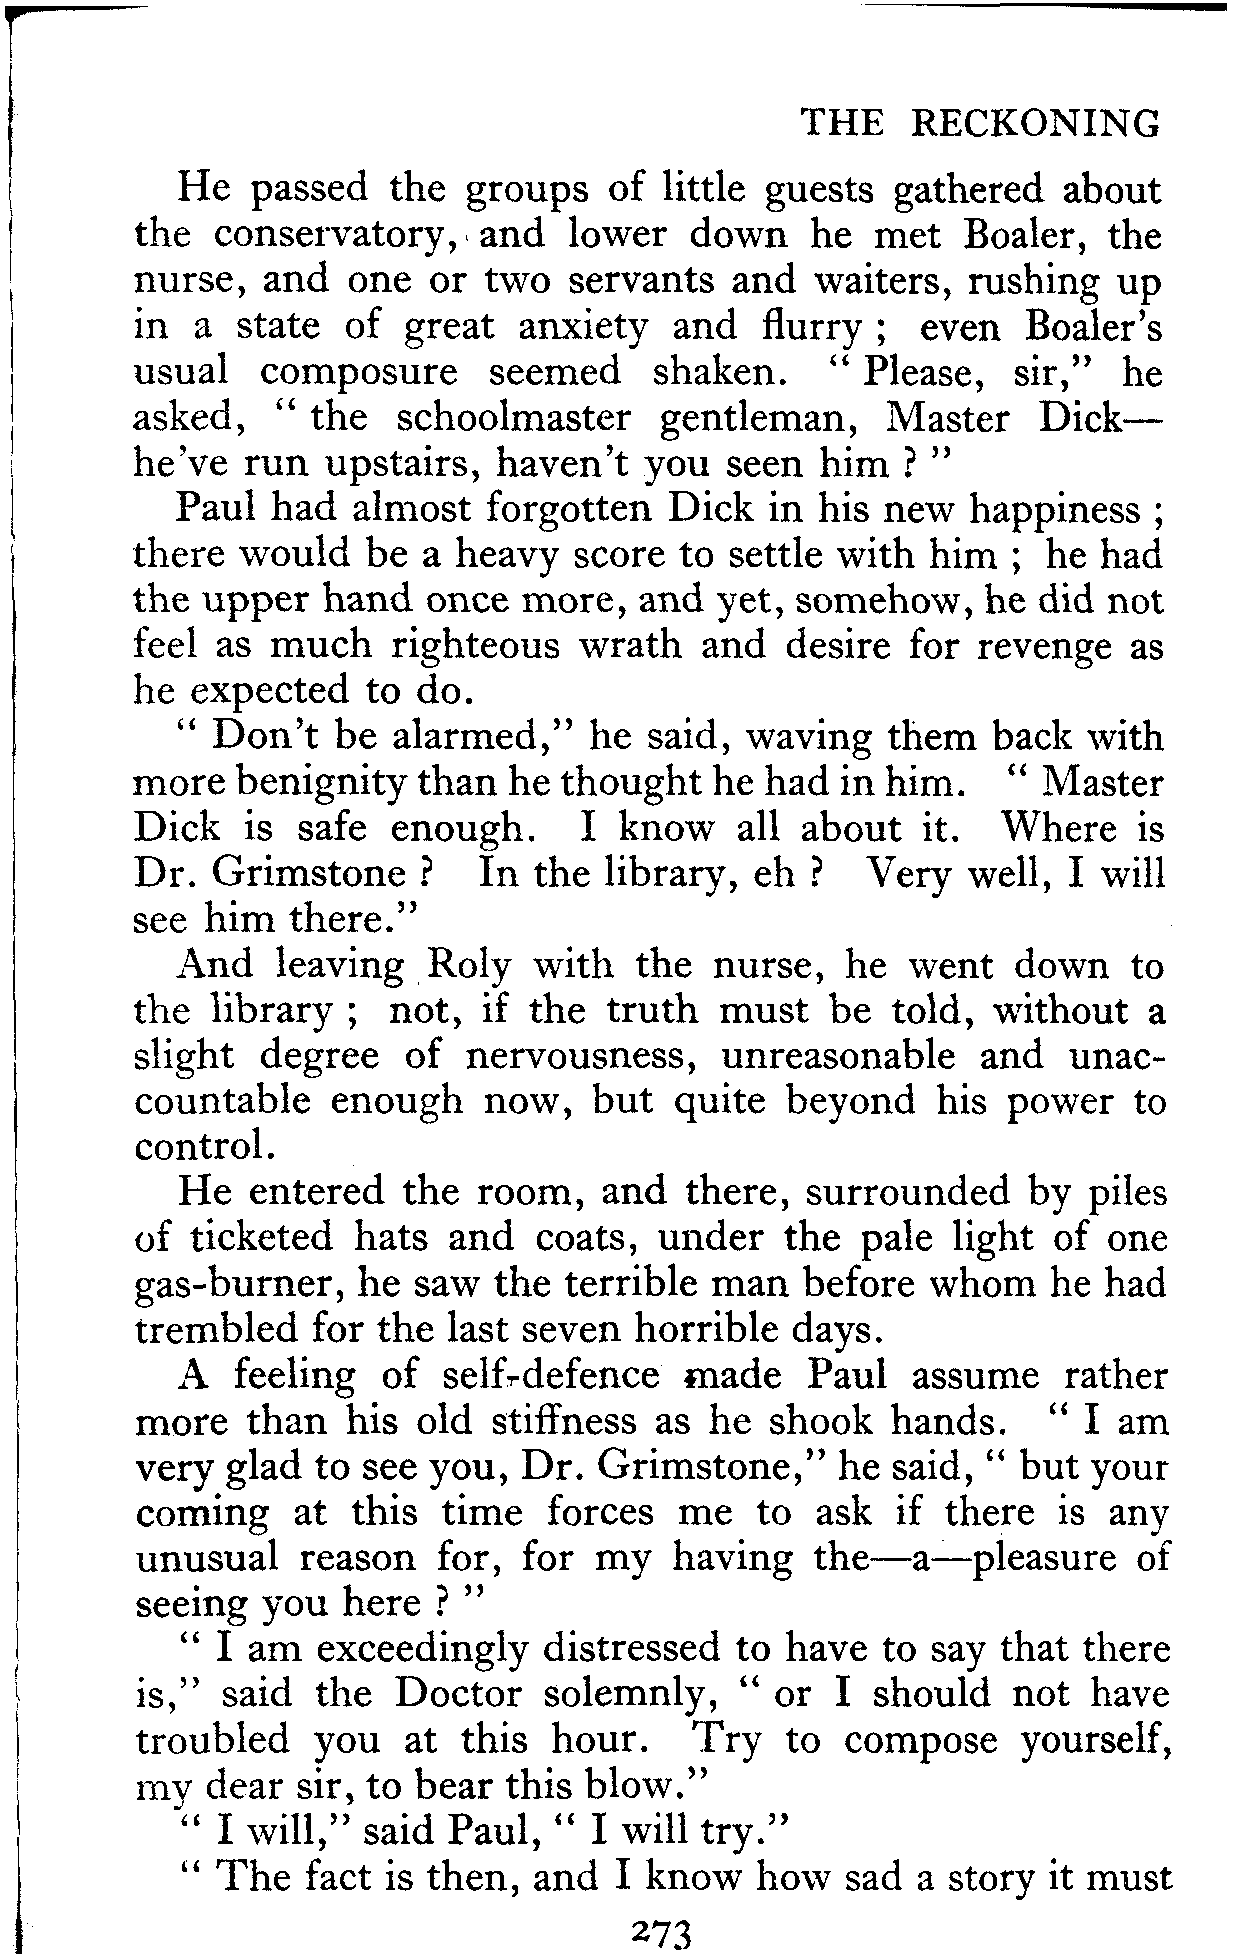 THE RECKONING
He passed the groups of little guests gathered about
the conservatory, and lower down he met Boaler, the
nurse, and one or two servants and waiters, rushing up
in a state of great anxiety and flurry ; even Boaler's
usual composure seemed shaken. " Please, sir," he
asked, " the schoolmaster gentleman, Master Dick—
he've run upstairs, haven't you seen him ? "
Paul had almost forgotten Dick in his new happiness ;
there would be a heavy score to settle with him ; he had
the upper hand once more, and yet, somehow, he did not
feel as much righteous wrath and desire for revenge as
he expected to do.
" Don't be alarmed," he said, waving them back with
more benignity than he thought he had in him. " Master
Dick is safe enough. I know all about it. Where is
Dr. Grimstone ? In the library, eh ? Very well, I will
see him there."
And leaving Roly with the nurse, he went down to
the library ; not, if the truth must be told, without a
slight degree of nervousness, unreasonable and unac-
countable enough now, but quite beyond his power to
control.
He entered the room, and there, surrounded by piles
of ticketed hats and coats, under the pale light of one
gas-burner, he saw the terrible man before whom he had
trembled for the last seven horrible days.
A feeling of self-defence made Paul assume rather
more than his old stiffness as he shook hands. " I am
very glad to see you, Dr. Grimstone," he said, " but your
coming at this time forces me to ask if there is any
unusual reason for, for my having the—a—pleasure of
seeing you here ? "
" I am exceedingly distressed to have to say that there
is," said the Doctor solemnly, " or I should not have
troubled you at this hour. Try to compose yourself,
my dear sir, to bear this blow."
" I will," said Paul, " I will try."
" The fact is then, and I know how sad a story it must
273